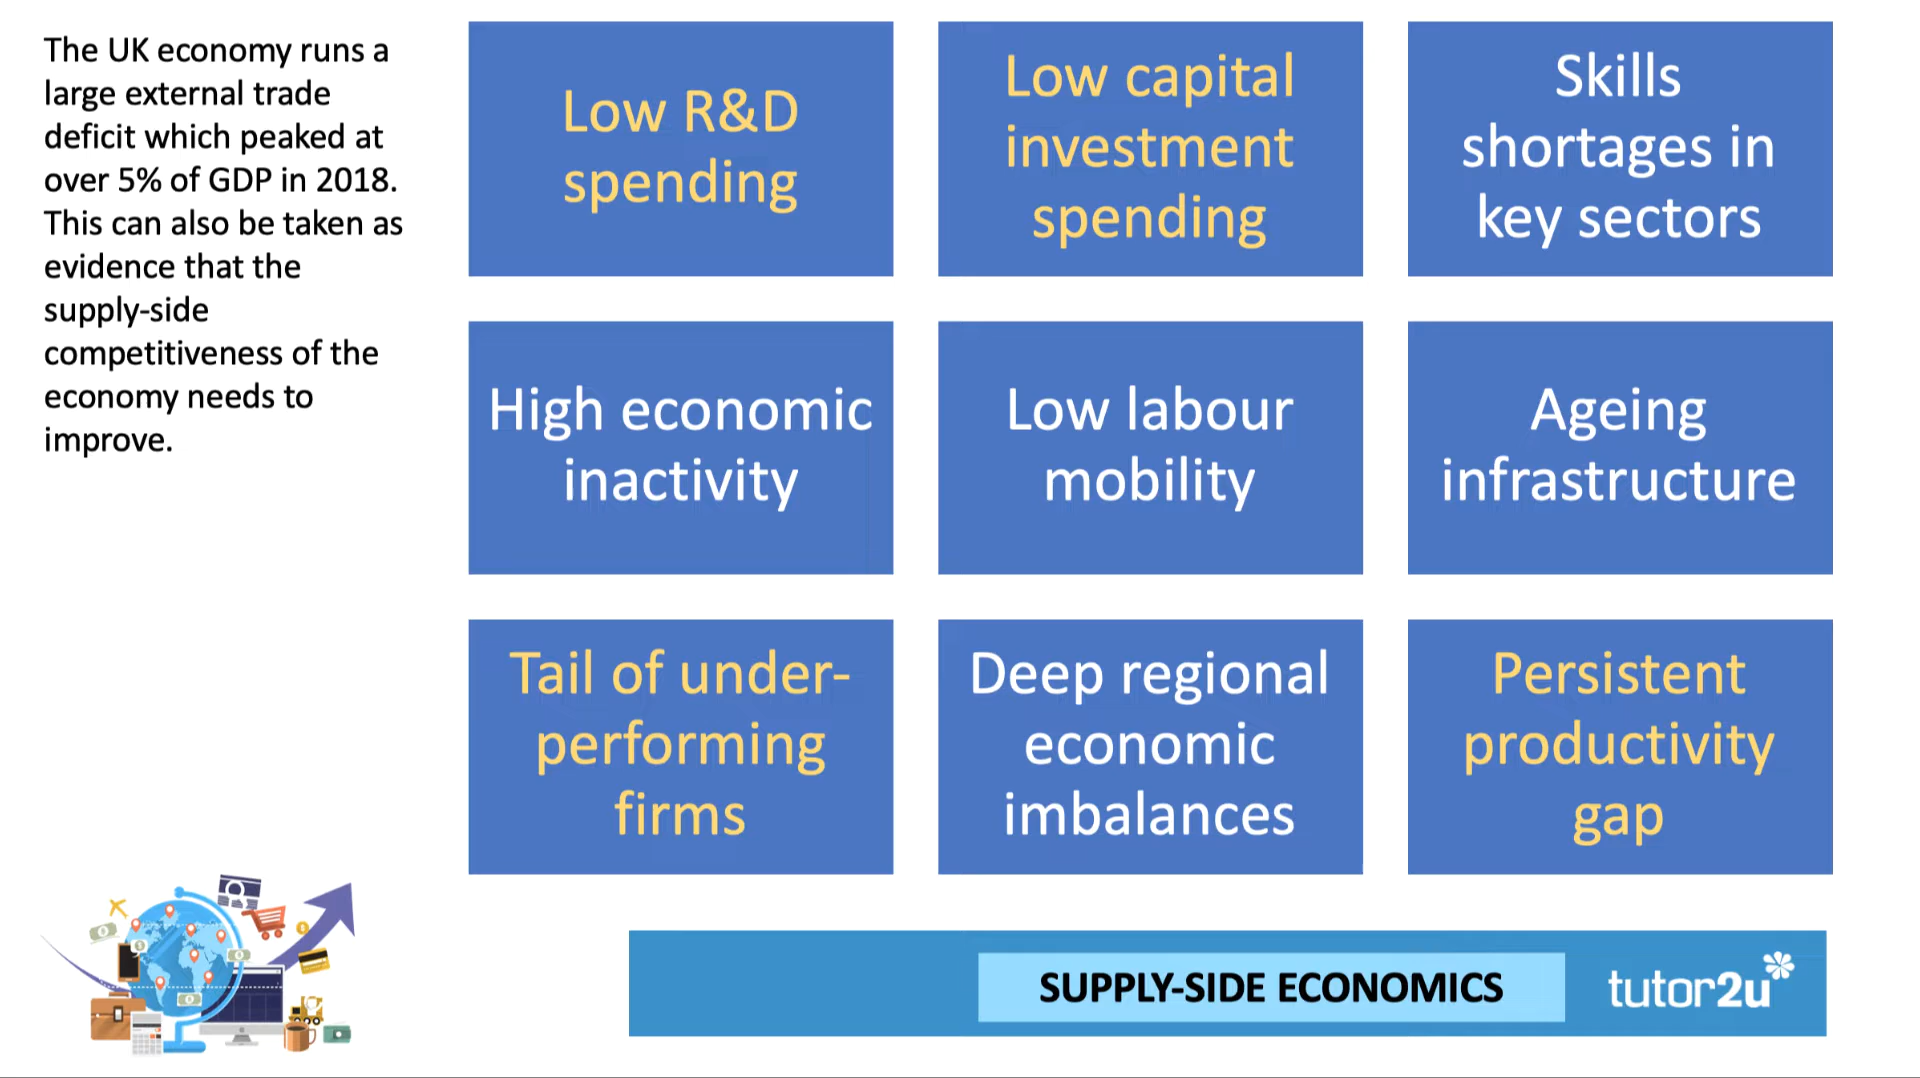 The UK economy runs a
large external trade
deficit which peaked at
over 5% of GDP in 2018.
This can also be taken as
evidence that the
supply-side
competitiveness of the
economy needs to
improve.
Low R&D
spending
Low capital
investment
spending
Skills
shortages in
key sectors
High economic
inactivity
Low labour
mobility
Ageing
infrastructure
Tail of under-
performing
firms
Deep regional
economic
imbalances
Persistent
productivity
gap
SUPPLY-SIDE ECONOMICS
tutor2u